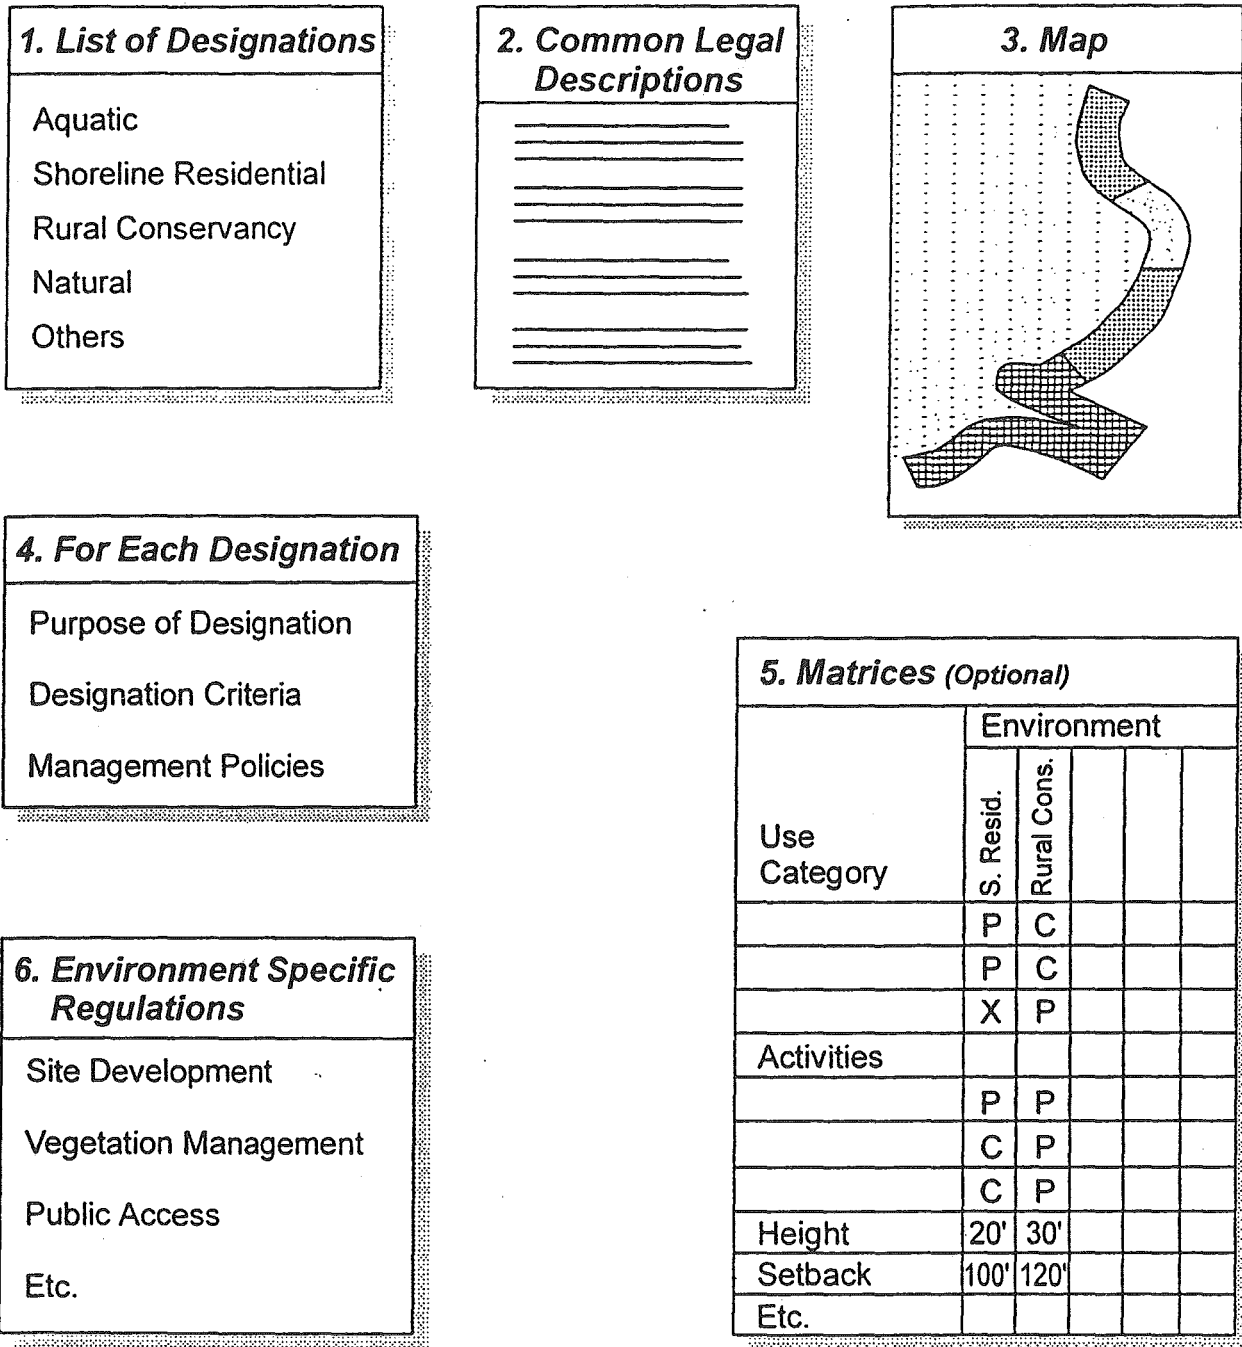 1. List of Designations
Aquatic
Shoreline Residential
Rural Conservancy
Natural
Others
2. Common Legal
Descriptions
3. Map
4. For Each Designation
Purpose of Designation
Designation Criteria
Management Policies
5. Matrices (Optional)
Environment
Use
Category
S. Resid.
Rural Cons.
P C
P C
X P
Activities
P P
C P
C P
Height 20' 30'
Setback 100' 120'
Etc.
6. Environment Specific
Regulations
Site Development
Vegetation Management
Public Access
Etc.